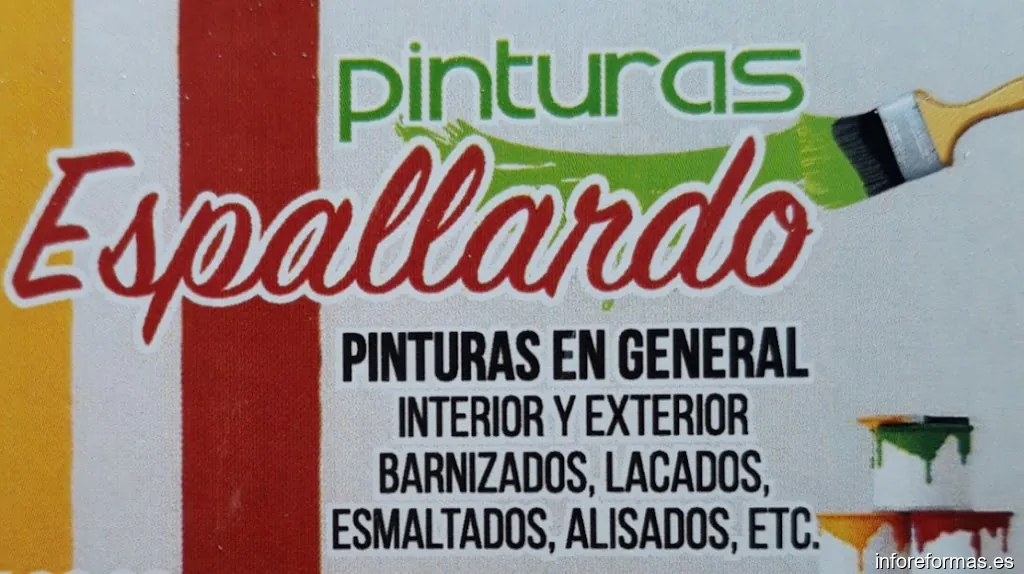 pinturas
Espallardo
PINTURAS EN GENERAL
INTERIOR Y EXTERIOR
BARNIZADOS, LACADOS,
ESMALTADOS, ALISADOS, ETC.
inforeformas.es